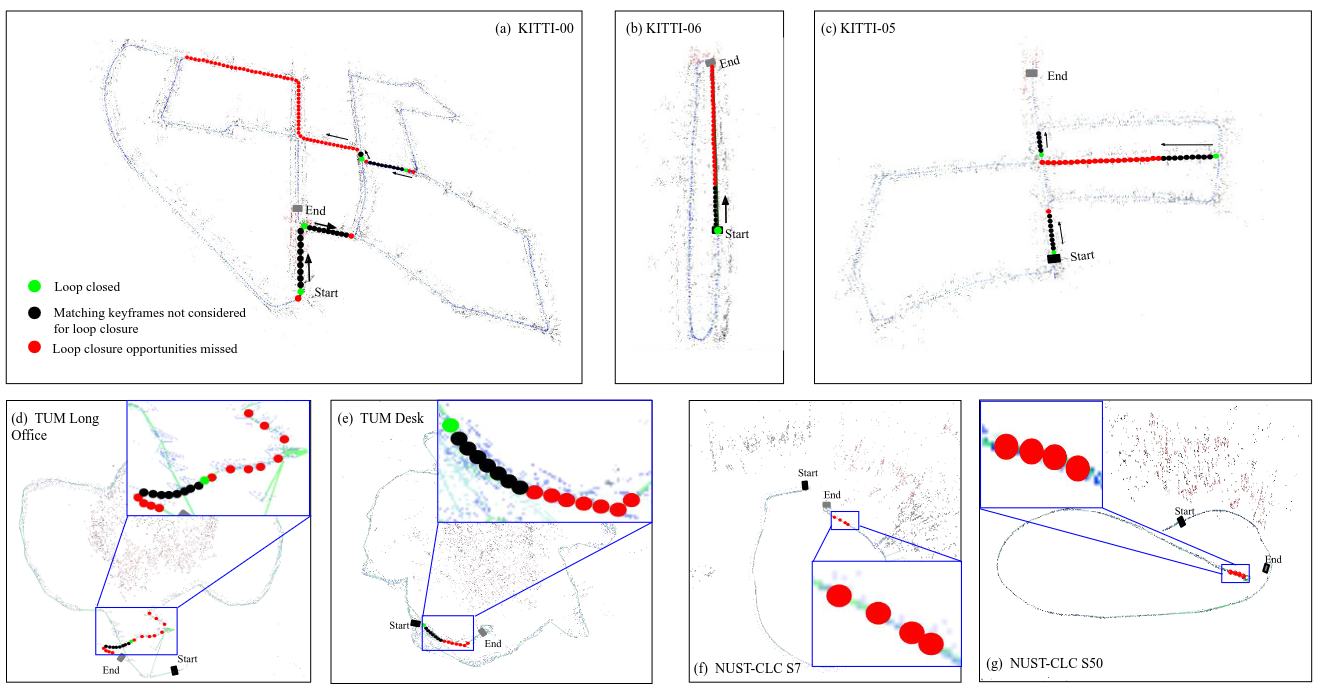 (a) KITTI-00
End
Start
Loop closed
Matching keyframes not considered
for loop closure
Loop closure opportunities missed
(b) KITTI-06
End
Start
(c) KITTI-05
End
Start
(d) TUM Long
Office
End
Start
(e) TUM Desk
Start
End
Start
End
(f) NUST-CLC S7
Start
End
(g) NUST-CLC S50